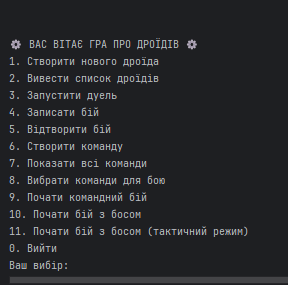 ⚙ ВАС ВІТАЄ ГРА ПРО ДРОЇДІВ ⚙
1. Створити нового дроїда
2. Вивести список дроїдів
3. Запустити дуель
4. Записати бій
5. Відтворити бій
6. Створити команду
7. Показати всі команди
8. Вибрати команди для бою
9. Почати командний бій
10. Почати бій з босом
11. Почати бій з босом (тактичний режим)
0. Вийти
Ваш вибір: